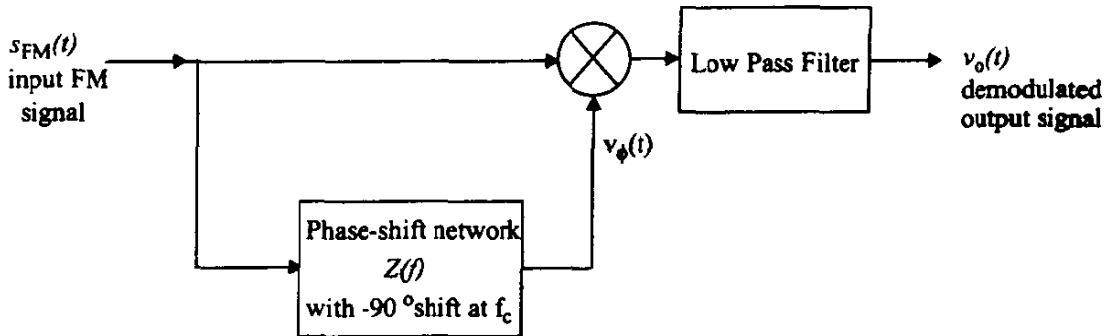 s_FM(t)
input FM
signal
Low Pass Filter
v_o(t)
demodulated
output signal
v_ϕ(t)
Phase-shift network
Z(f)
with -90 °shift at f_c